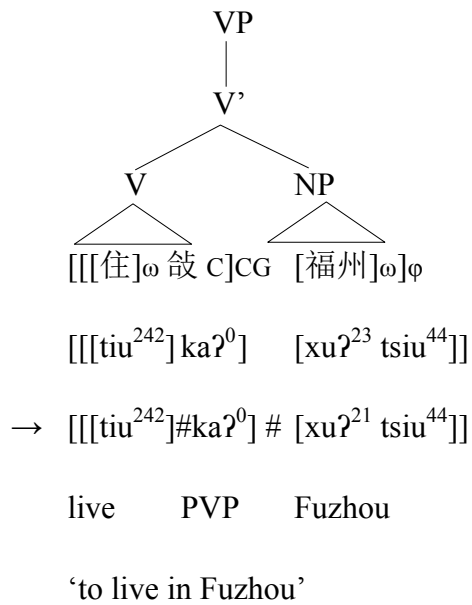 VP
V’
V NP
[[[住]ω 敆 C]CG [福州]ω]φ
[[[tiu²⁴²] kaʔ⁰] [xuʔ²³ tsiu⁴⁴]]
→ [[[tiu²⁴²]#kaʔ⁰] # [xuʔ²¹ tsiu⁴⁴]]
live PVP Fuzhou
‘to live in Fuzhou’